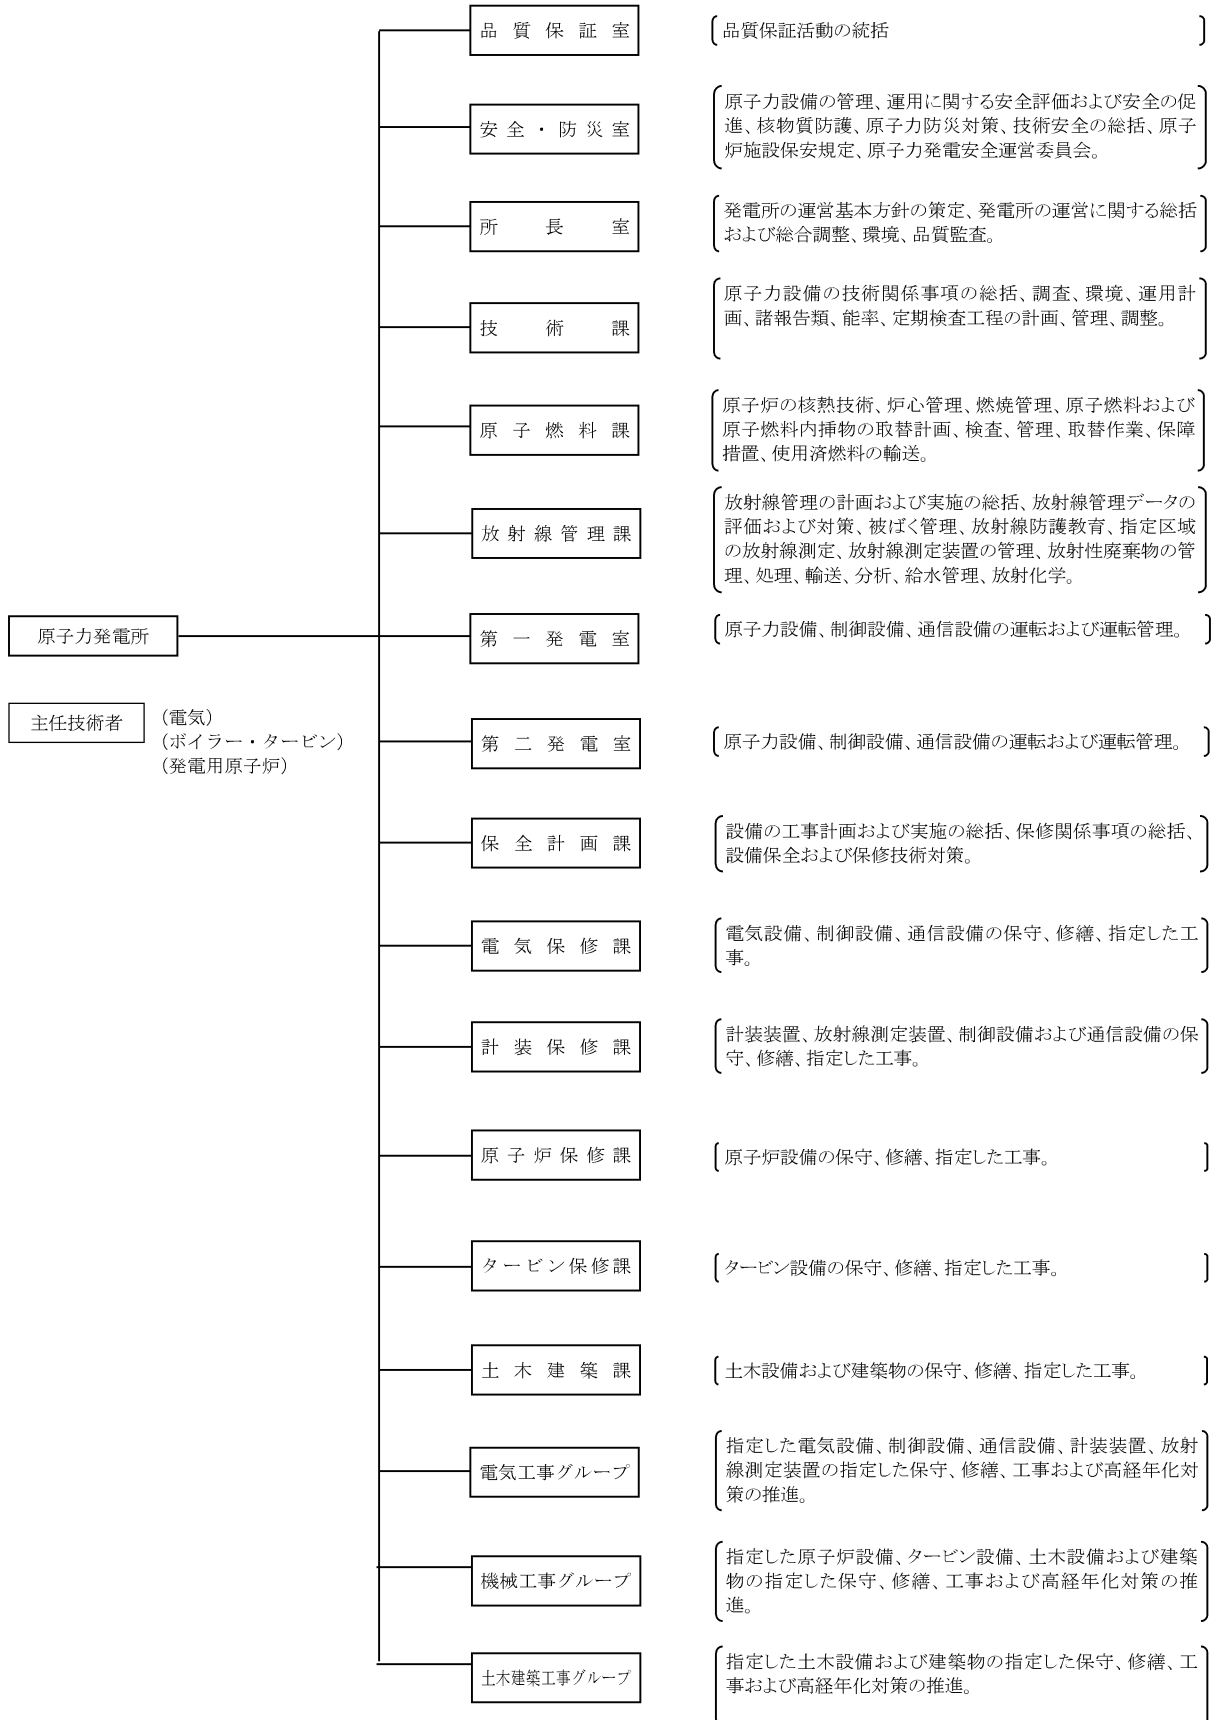 品質保証室
品質保証活動の統括
安全・防災室
原子力設備の管理、運用に関する安全評価および安全の促
進、核物質防護、原子力防災対策、技術安全の総括、原子
炉施設保安規定、原子力発電安全運営委員会。
所長室
発電所の運営基本方針の策定、発電所の運営に関する総括
および総合調整、環境、品質監査。
技術課
原子力設備の技術関係事項の総括、調査、環境、運用計
画、諸報告類、能率、定期検査工程の計画、管理、調整。
原子燃料課
原子炉の核熱技術、炉心管理、燃焼管理、原子燃料および
原子燃料内挿物の取替計画、検査、管理、取替作業、保障
措置、使用済燃料の輸送。
放射線管理課
放射線管理の計画および実施の総括、放射線管理データの
評価および対策、被ばく管理、放射線防護教育、指定区域
の放射線測定、放射線測定装置の管理、放射性廃棄物の管
理、処理、輸送、分析、給水管理、放射化学。
原子力発電所
第一発電室
原子力設備、制御設備、通信設備の運転および運転管理。
主任技術者
(電気)
(ボイラー・タービン)
(発電用原子炉)
第二発電室
原子力設備、制御設備、通信設備の運転および運転管理。
保全計画課
設備の工事計画および実施の総括、保修関係事項の総括、
設備保全および保修技術対策。
電気保修課
電気設備、制御設備、通信設備の保守、修繕、指定した工
事。
計装保修課
計装装置、放射線測定装置、制御設備および通信設備の保
守、修繕、指定した工事。
原子炉保修課
原子炉設備の保守、修繕、指定した工事。
タービン保修課
タービン設備の保守、修繕、指定した工事。
土木建築課
土木設備および建築物の保守、修繕、指定した工事。
電気工事グループ
指定した電気設備、制御設備、通信設備、計装装置、放射
線測定装置の指定した保守、修繕、工事および高経年化対
策の推進。
機械工事グループ
指定した原子炉設備、タービン設備、土木設備および建築
物の指定した保守、修繕、工事および高経年化対策の推
進。
土木建築工事グループ
指定した土木設備および建築物の指定した保守、修繕、工
事および高経年化対策の推進。